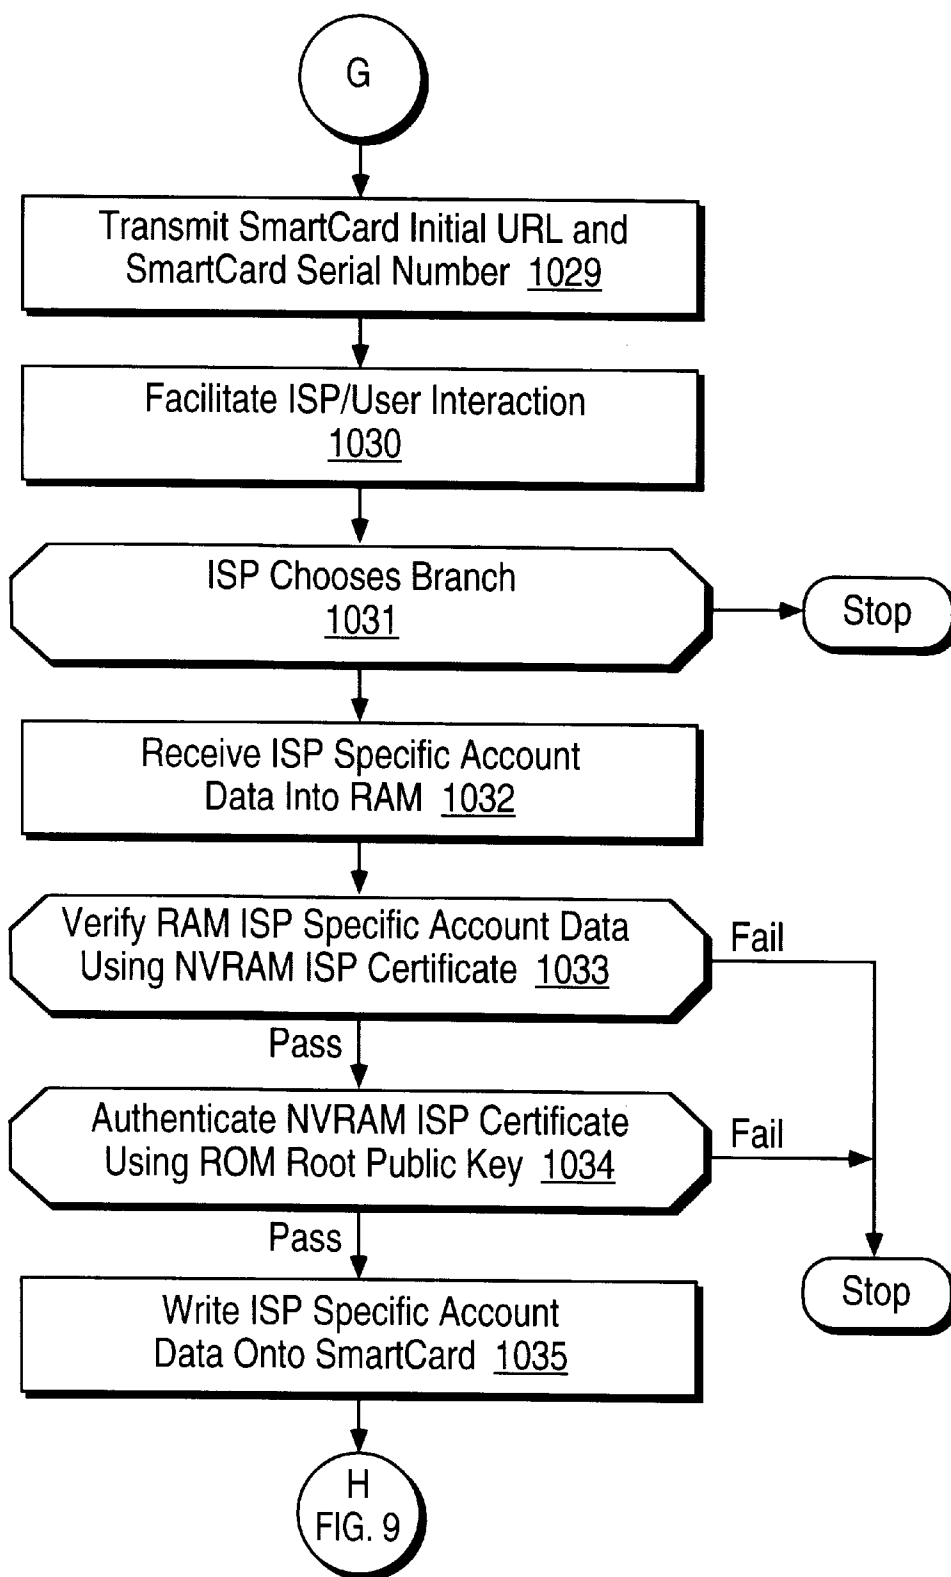 G
Transmit SmartCard Initial URL and
SmartCard Serial Number 1029
Facilitate ISP/User Interaction
1030
ISP Chooses Branch
1031
Stop
Receive ISP Specific Account
Data Into RAM 1032
Verify RAM ISP Specific Account Data
Using NVRAM ISP Certificate 1033
Fail
Pass
Authenticate NVRAM ISP Certificate
Using ROM Root Public Key 1034
Fail
Pass
Stop
Write ISP Specific Account
Data Onto SmartCard 1035
H
FIG. 9